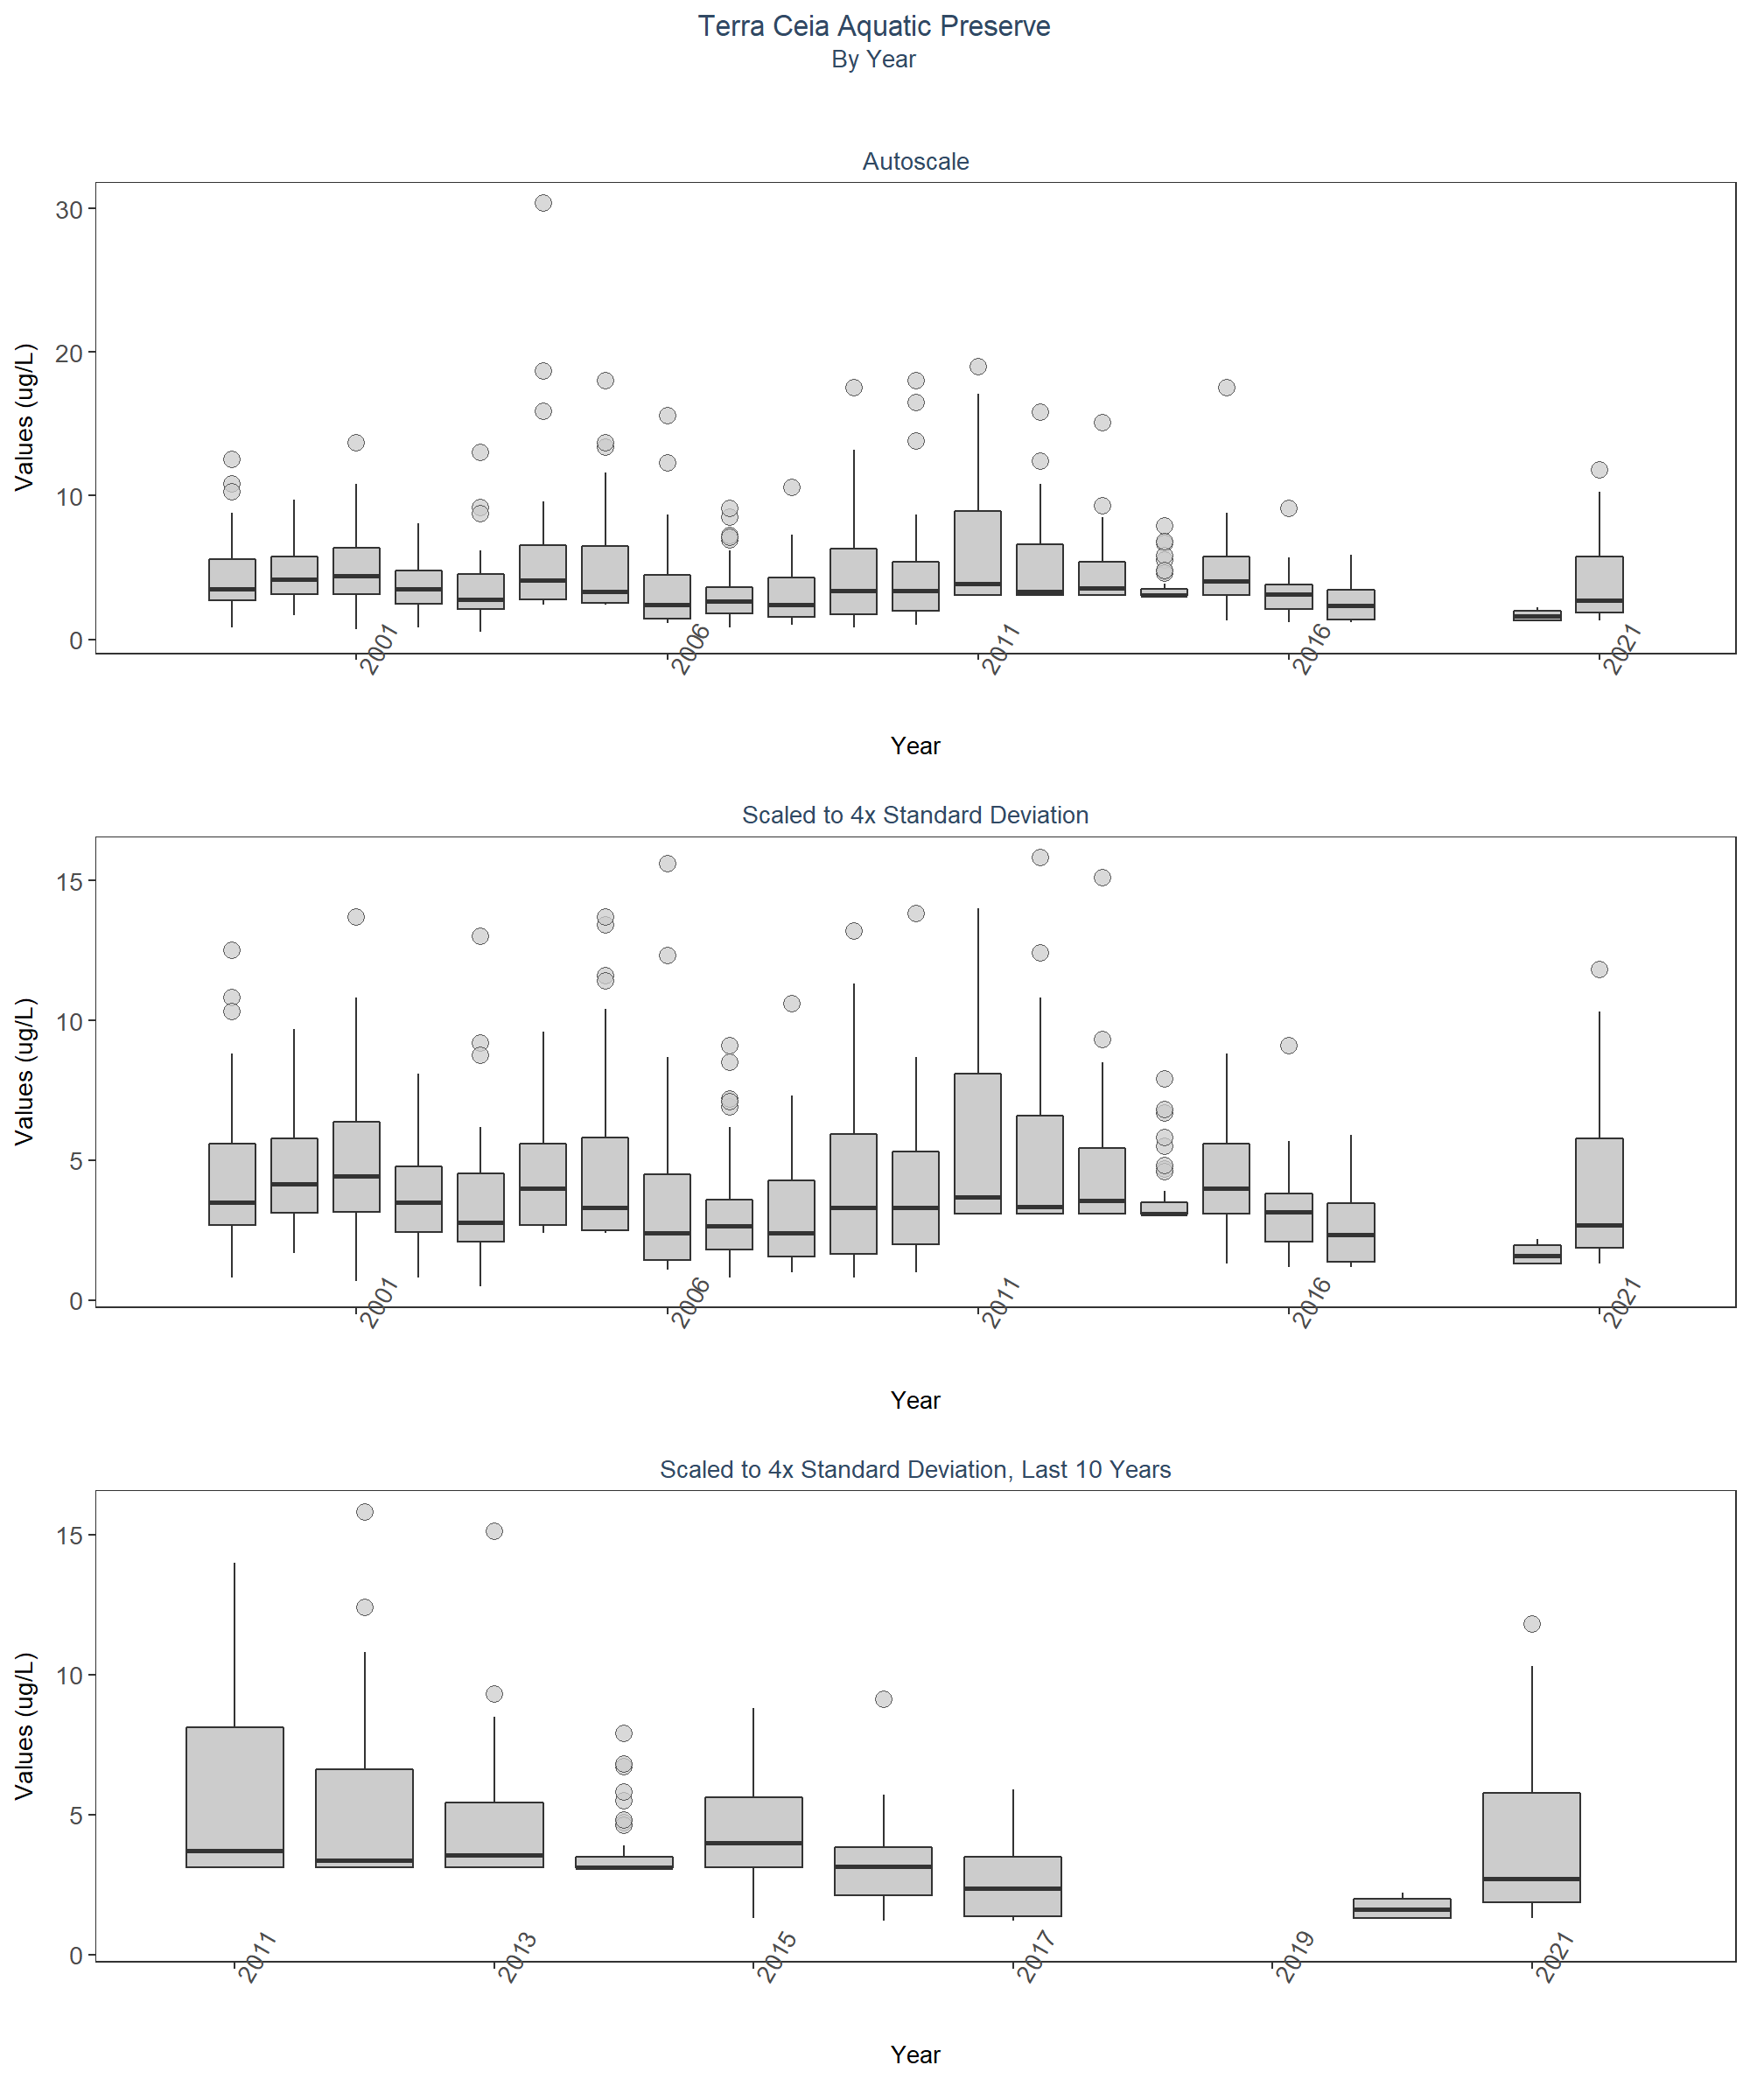 Terra Ceia Aquatic Preserve
By Year
Autoscale
Values (ug/L)
30
20
10
0
2001
2006
2011
2016
2021
Year
Scaled to 4x Standard Deviation
Values (ug/L)
15
10
5
0
2001
2006
2011
2016
2021
Year
Scaled to 4x Standard Deviation, Last 10 Years
Values (ug/L)
15
10
5
0
2011
2013
2015
2017
2019
2021
Year